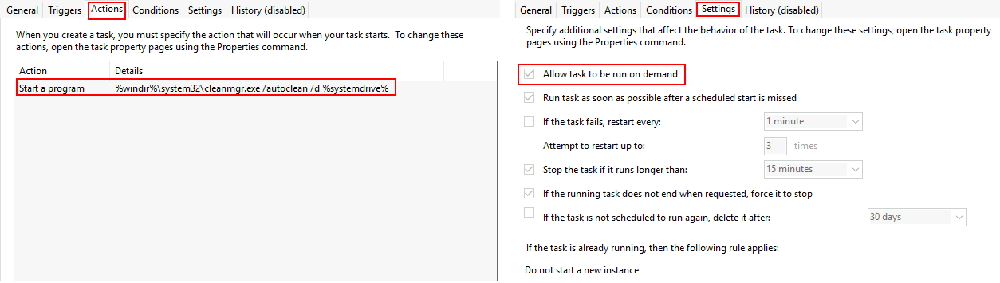 General Triggers Actions Conditions Settings History (disabled)
When you create a task, you must specify the action that will occur when your task starts. To change these
actions, open the task property pages using the Properties command.
Action Details
Start a program %windir%\system32\cleanmgr.exe /autoclean /d %systemdrive%
General Triggers Actions Conditions Settings History (disabled)
Specify additional settings that affect the behavior of the task. To change these settings, open the task property
pages using the Properties command.
Allow task to be run on demand
Run task as soon as possible after a scheduled start is missed
If the task fails, restart every: 1 minute
Attempt to restart up to: 3 times
Stop the task if it runs longer than: 15 minutes
If the running task does not end when requested, force it to stop
If the task is not scheduled to run again, delete it after: 30 days
If the task is already running, then the following rule applies:
Do not start a new instance